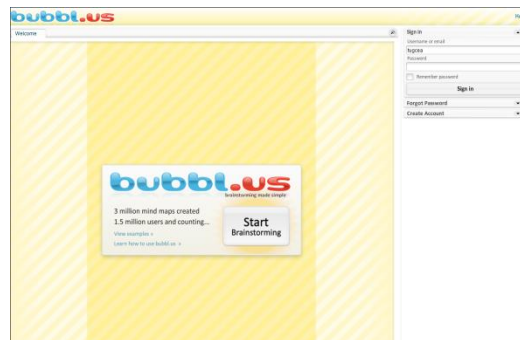 bubbl.us
Welcome
Sign in
Username or email
Password
Remember password
Sign in
Forgot Password
Create Account
bubbl.us
brainstorming made simple
3 million mind maps created
1.5 million users and counting...
View examples »
Learn how to use bubbl.us »
Start
Brainstorming